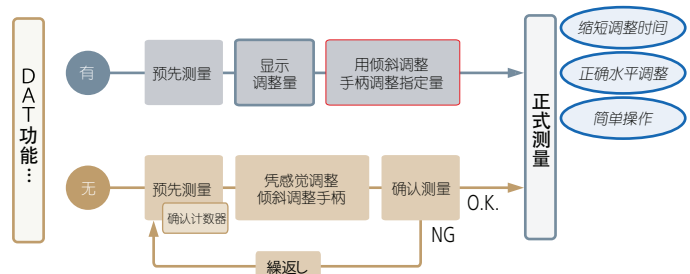 DAT功能…
有
预先测量
显示
调整量
用倾斜调整
手柄调整指定量
无
预先测量
确认计数器
凭感觉调整
倾斜调整手柄
确认测量
O.K.
NG
繰返し
正式测量
缩短调整时间
正确水平调整
简单操作